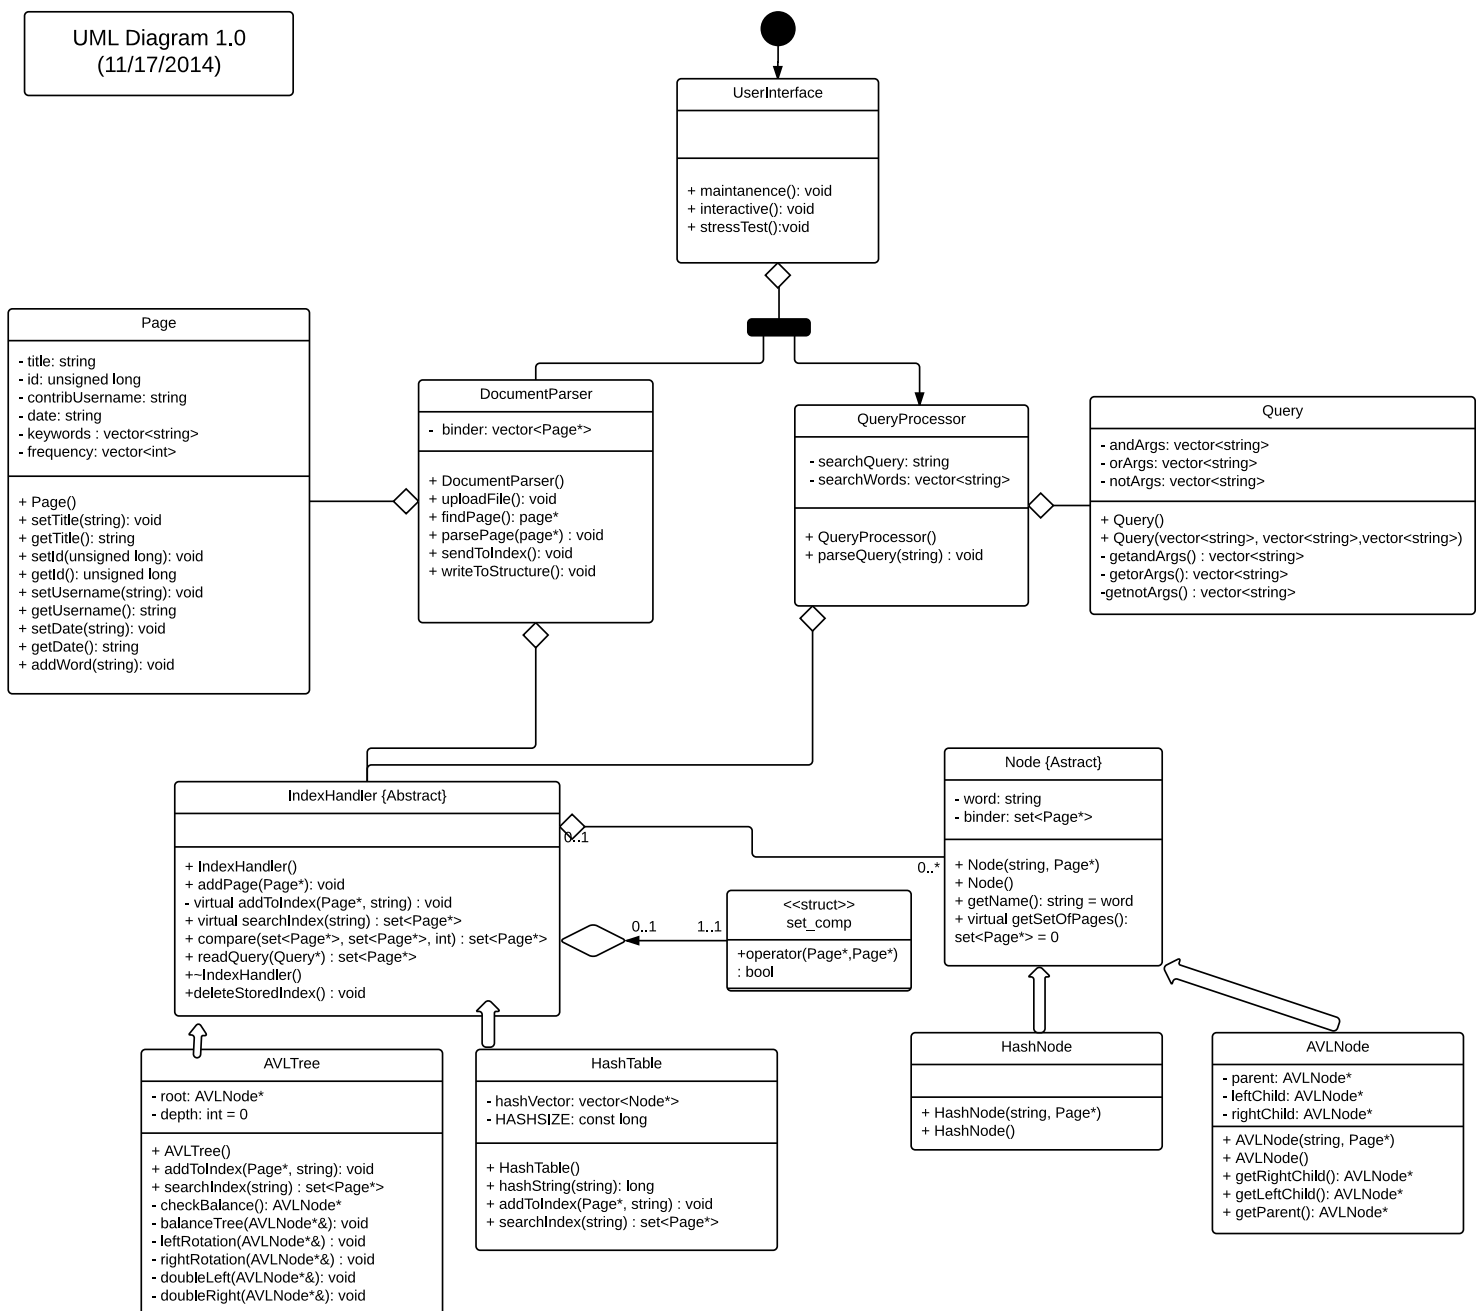 UML Diagram 1.0
(11/17/2014)
UserInterface
+ maintanence(): void
+ interactive(): void
+ stressTest():void
Page
- title: string
- id: unsigned long
- contribUsername: string
- date: string
- keywords : vector<string>
- frequency: vector<int>
+ Page()
+ setTitle(string): void
+ getTitle(): string
+ setId(unsigned long): void
+ getId(): unsigned long
+ setUsername(string): void
+ getUsername(): string
+ setDate(string): void
+ getDate(): string
+ addWord(string): void
DocumentParser
- binder: vector<Page*>
+ DocumentParser()
+ uploadFile(): void
+ findPage(): page*
+ parsePage(page*) : void
+ sendToIndex(): void
+ writeToStructure(): void
QueryProcessor
- searchQuery: string
- searchWords: vector<string>
+ QueryProcessor()
+ parseQuery(string) : void
Query
- andArgs: vector<string>
- orArgs: vector<string>
- notArgs: vector<string>
+ Query()
+ Query(vector<string>, vector<string>,vector<string>)
- getandArgs() : vector<string>
- getorArgs(): vector<string>
-getnotArgs() : vector<string>
IndexHandler {Abstract}
+ IndexHandler()
+ addPage(Page*): void
- virtual addToIndex(Page*, string) : void
+ virtual searchIndex(string) : set<Page*>
+ compare(set<Page*>, set<Page*>, int) : set<Page*>
+ readQuery(Query*) : set<Page*>
+~IndexHandler()
+deleteStoredIndex() : void
0..1
0..*
0..1
1..1
<<struct>>
set_comp
+operator(Page*,Page*)
: bool
Node {Astract}
- word: string
- binder: set<Page*>
+ Node(string, Page*)
+ Node()
+ getName(): string = word
+ virtual getSetOfPages():
set<Page*> = 0
AVLTree
- root: AVLNode*
- depth: int = 0
+ AVLTree()
+ addToIndex(Page*, string): void
+ searchIndex(string) : set<Page*>
- checkBalance(): AVLNode*
- balanceTree(AVLNode*&): void
- leftRotation(AVLNode*&) : void
- rightRotation(AVLNode*&) : void
- doubleLeft(AVLNode*&): void
- doubleRight(AVLNode*&): void
HashTable
- hashVector: vector<Node*>
- HASHSIZE: const long
+ HashTable()
+ hashString(string): long
+ addToIndex(Page*, string) : void
+ searchIndex(string) : set<Page*>
HashNode
+ HashNode(string, Page*)
+ HashNode()
AVLNode
- parent: AVLNode*
- leftChild: AVLNode*
- rightChild: AVLNode*
+ AVLNode(string, Page*)
+ AVLNode()
+ getRightChild(): AVLNode*
+ getLeftChild(): AVLNode*
+ getParent(): AVLNode*